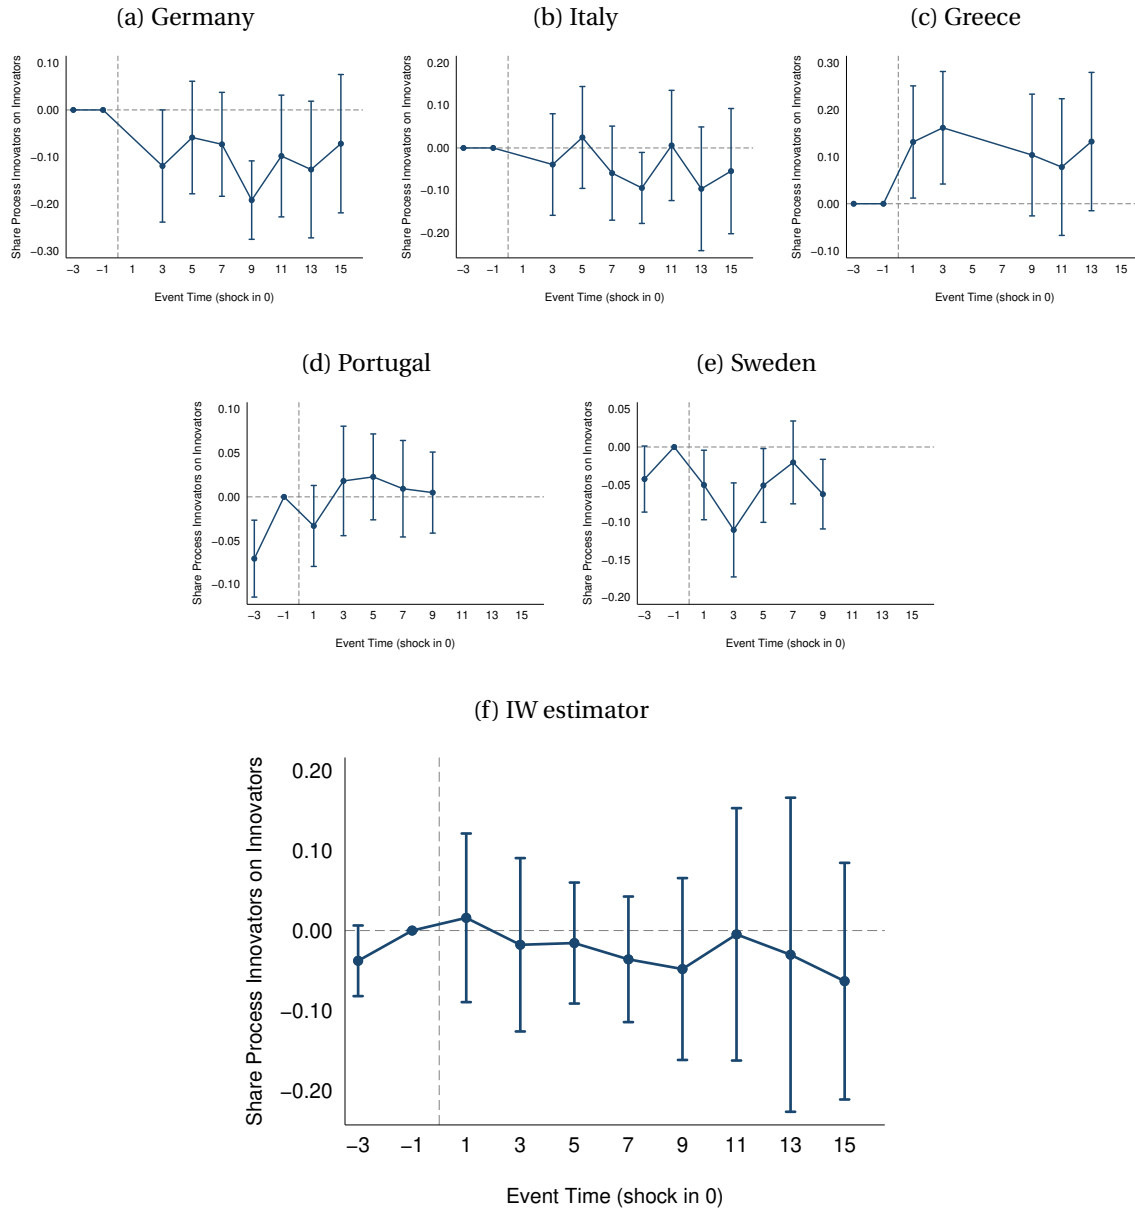 (a) Germany
Share Process Innovators on Innovators
0.10
0.00
−0.10
−0.20
−0.30
−3 −1 1 3 5 7 9 11 13 15
Event Time (shock in 0)
(b) Italy
Share Process Innovators on Innovators
0.20
0.10
0.00
−0.10
−0.20
−3 −1 1 3 5 7 9 11 13 15
Event Time (shock in 0)
(c) Greece
Share Process Innovators on Innovators
0.30
0.20
0.10
0.00
−0.10
−3 −1 1 3 5 7 9 11 13 15
Event Time (shock in 0)
(d) Portugal
Share Process Innovators on Innovators
0.10
0.05
0.00
−0.05
−0.10
−3 −1 1 3 5 7 9 11 13 15
Event Time (shock in 0)
(e) Sweden
Share Process Innovators on Innovators
0.05
0.00
−0.05
−0.10
−0.15
−0.20
−3 −1 1 3 5 7 9 11 13 15
Event Time (shock in 0)
(f) IW estimator
Share Process Innovators on Innovators
0.20
0.10
0.00
−0.10
−0.20
−3 −1 1 3 5 7 9 11 13 15
Event Time (shock in 0)